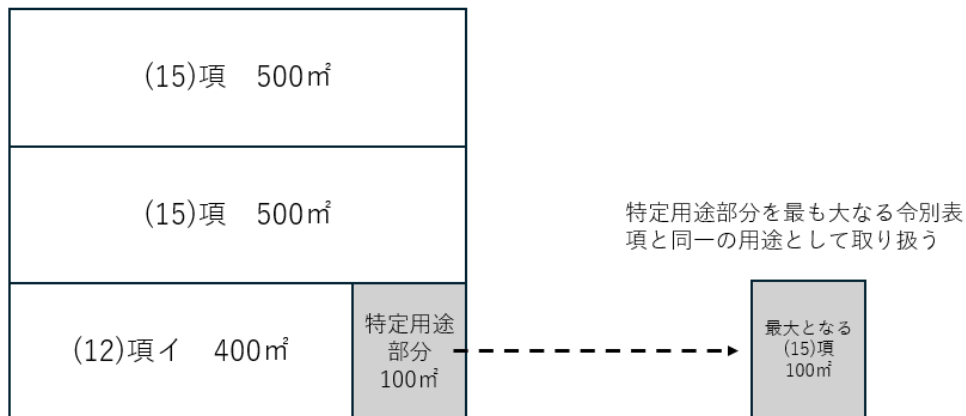 (15)項　500㎡
(15)項　500㎡
特定用途部分を最も大なる令別表
項と同一の用途として取り扱う
(12)項イ　400㎡
特定用途
部分
100㎡
最大となる
(15)項
100㎡